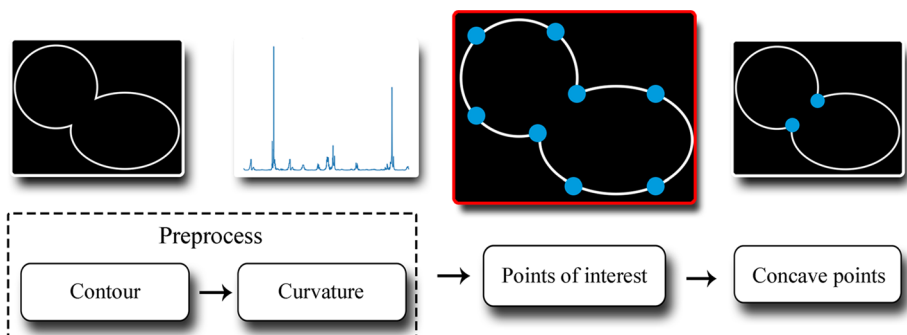 Preprocess
Contour
Curvature
Points of interest
Concave points